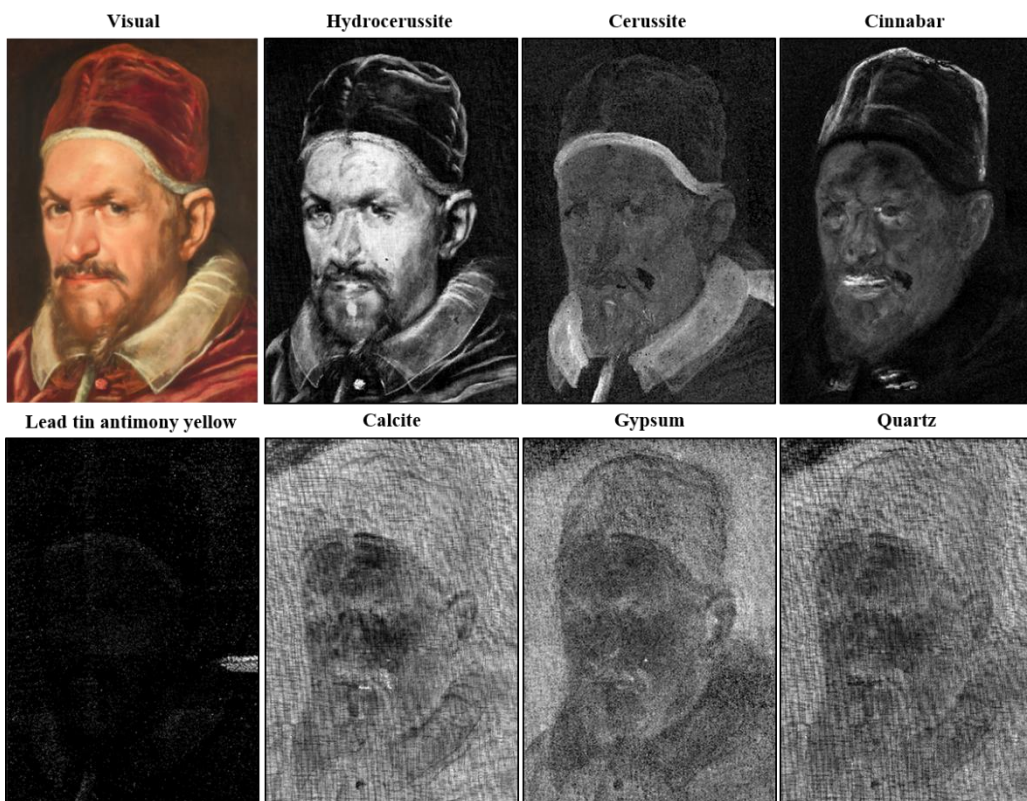 Visual
Hydrocerussite
Cerussite
Cinnabar
Lead tin antimony yellow
Calcite
Gypsum
Quartz